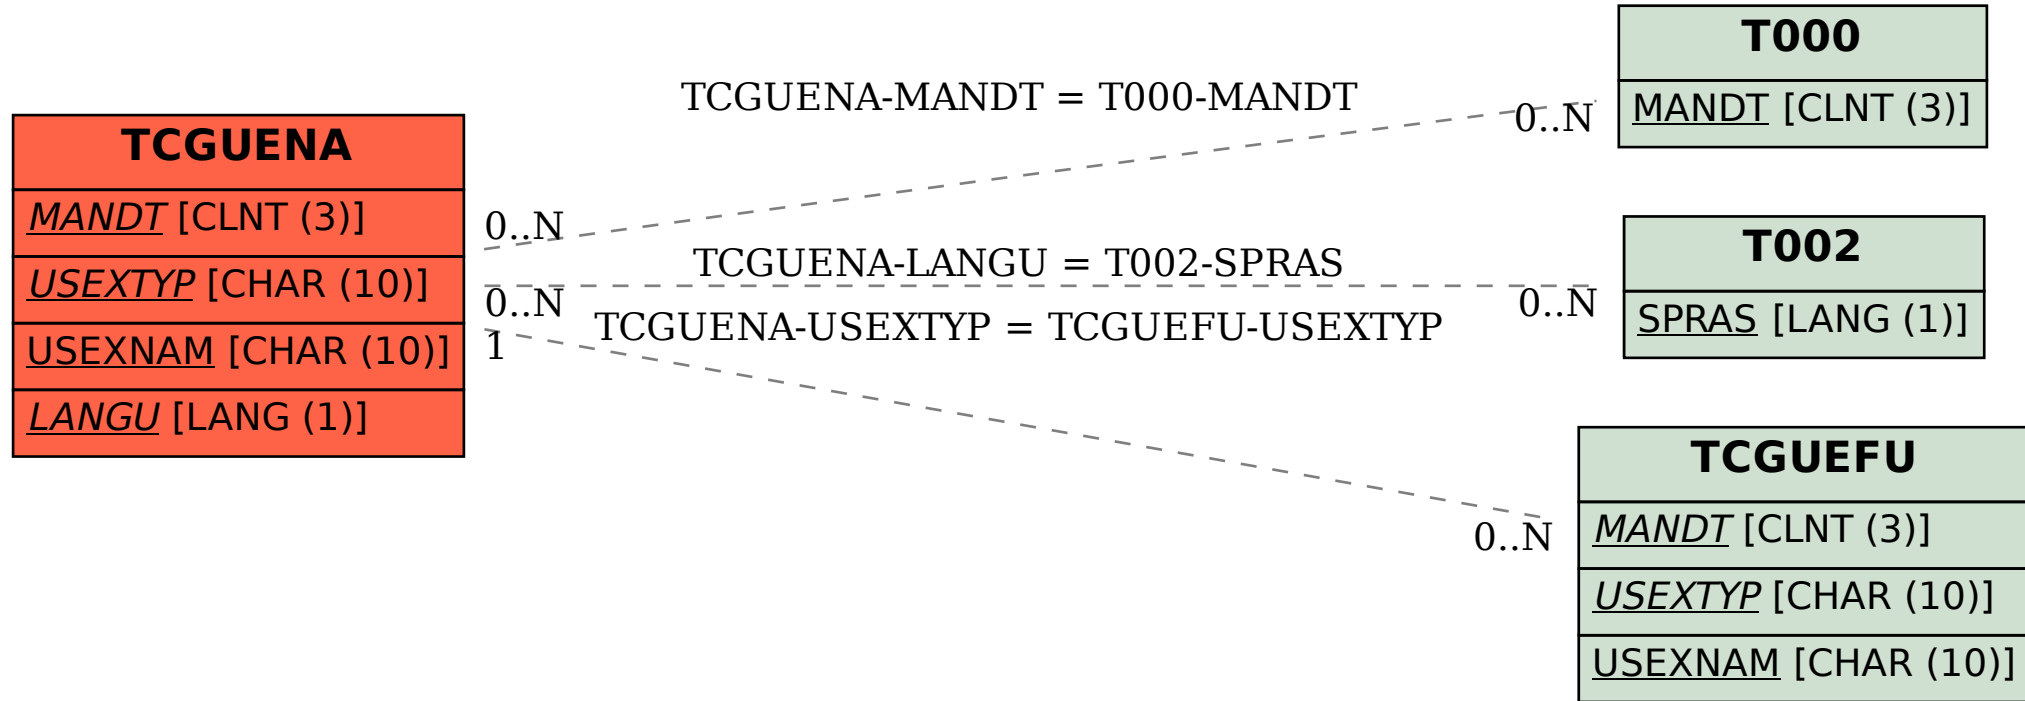 TCGUENA
MANDT [CLNT (3)]
USEXTYP [CHAR (10)]
USEXNAM [CHAR (10)]
LANGU [LANG (1)]
TCGUENA-MANDT = T000-MANDT
0..N
0..N
TCGUENA-LANGU = T002-SPRAS
0..N
0..N
TCGUENA-USEXTYP = TCGUEFU-USEXTYP
1
0..N
T000
MANDT [CLNT (3)]
T002
SPRAS [LANG (1)]
TCGUEFU
MANDT [CLNT (3)]
USEXTYP [CHAR (10)]
USEXNAM [CHAR (10)]